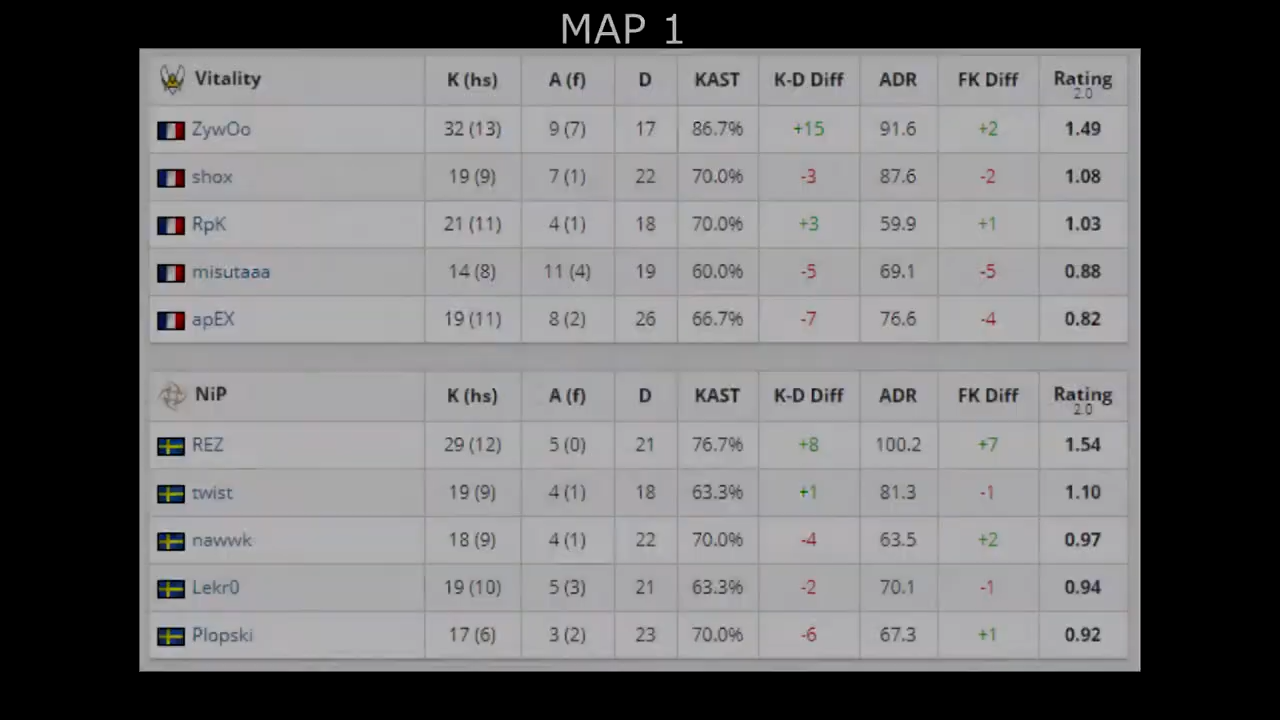 MAP 1
Vitality K (hs) A (f) D KAST K-D Diff ADR FK Diff Rating 2.0
ZywOo 32 (13) 9 (7) 17 86.7% +15 91.6 +2 1.49
shox 19 (9) 7 (1) 22 70.0% -3 87.6 -2 1.08
RpK 21 (11) 4 (1) 18 70.0% +3 59.9 +1 1.03
misutaaa 14 (8) 11 (4) 19 60.0% -5 69.1 -5 0.88
apEX 19 (11) 8 (2) 26 66.7% -7 76.6 -4 0.82
NiP K (hs) A (f) D KAST K-D Diff ADR FK Diff Rating 2.0
REZ 29 (12) 5 (0) 21 76.7% +8 100.2 +7 1.54
twist 19 (9) 4 (1) 18 63.3% +1 81.3 -1 1.10
nawwk 18 (9) 4 (1) 22 70.0% -4 63.5 +2 0.97
Lekr0 19 (10) 5 (3) 21 63.3% -2 70.1 -1 0.94
Plopski 17 (6) 3 (2) 23 70.0% -6 67.3 +1 0.92